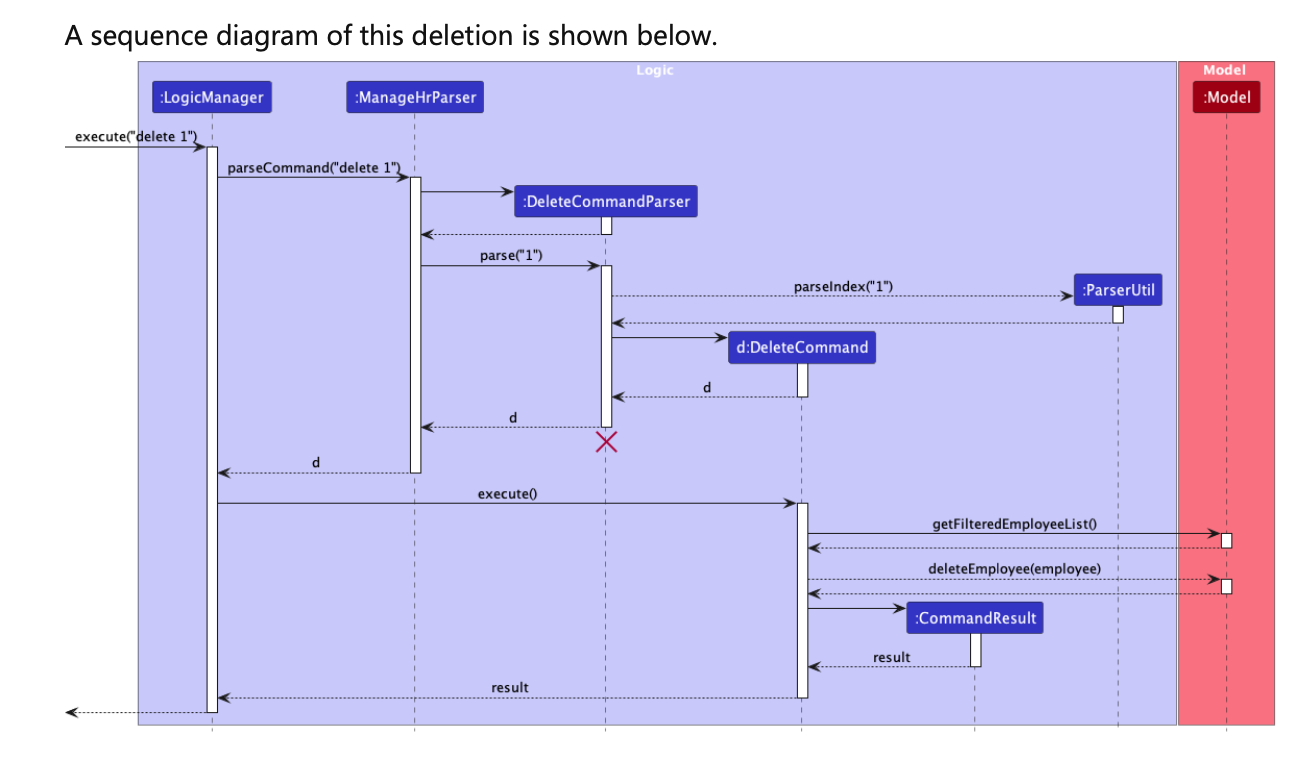 A sequence diagram of this deletion is shown below.
Logic
Model
:LogicManager
:ManageHrParser
:Model
execute("delete 1")
parseCommand("delete 1")
:DeleteCommandParser
parse("1")
parseIndex("1")
:ParserUtil
d:DeleteCommand
d
d
d
execute()
getFilteredEmployeeList()
deleteEmployee(employee)
:CommandResult
result
result